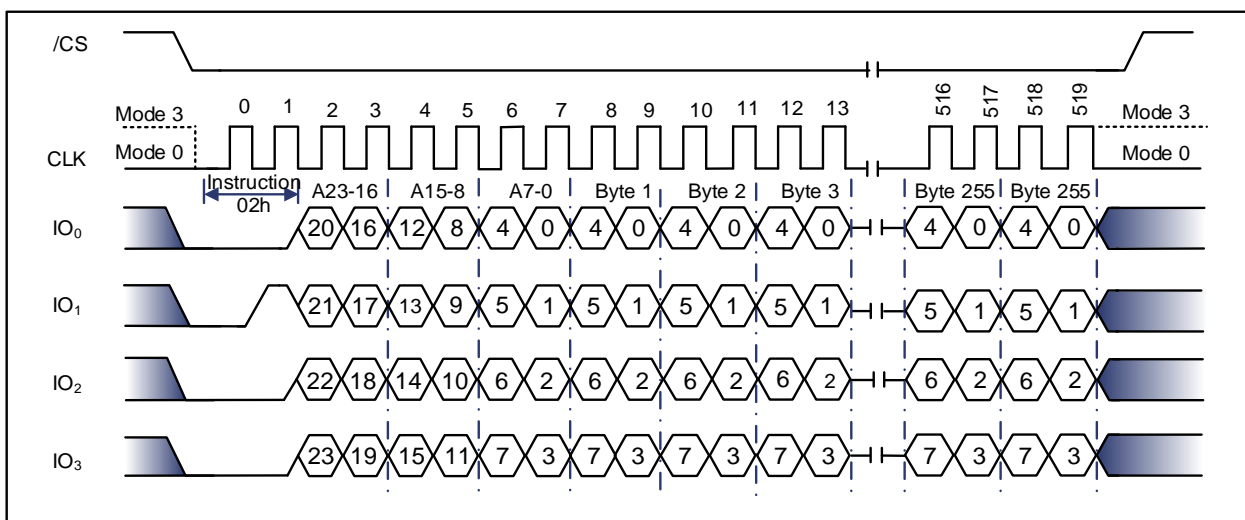 /CS
0 1 2 3 4 5 6 7 8 9 10 11 12 13 516 517 518 519
Mode 3 Mode 3
CLK Mode 0 Mode 0
Instruction
02h
A23-16 A15-8 A7-0 Byte 1 Byte 2 Byte 3 Byte 255 Byte 255
IO0 20 16 12 8 4 0 4 0 4 0 4 0 4 0 4 0
IO1 21 17 13 9 5 1 5 1 5 1 5 1 5 1 5 1
IO2 22 18 14 10 6 2 6 2 6 2 6 2 6 2 6 2
IO3 23 19 15 11 7 3 7 3 7 3 7 3 7 3 7 3